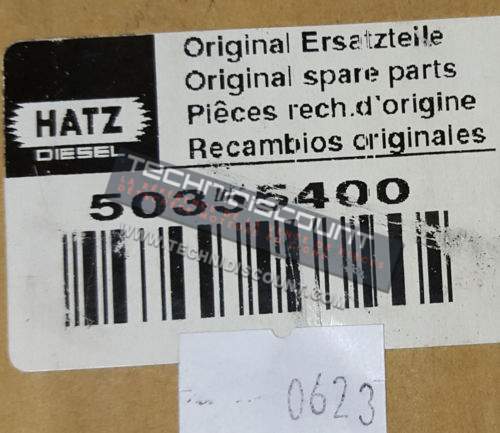 HATZ
DIESEL
Original Ersatzteile
Original spare parts
Pièces rech.d'origine
Recambios originales
TECHNIDISCOUNT
WWW.TECHNIDISCOUNT.COM
0623